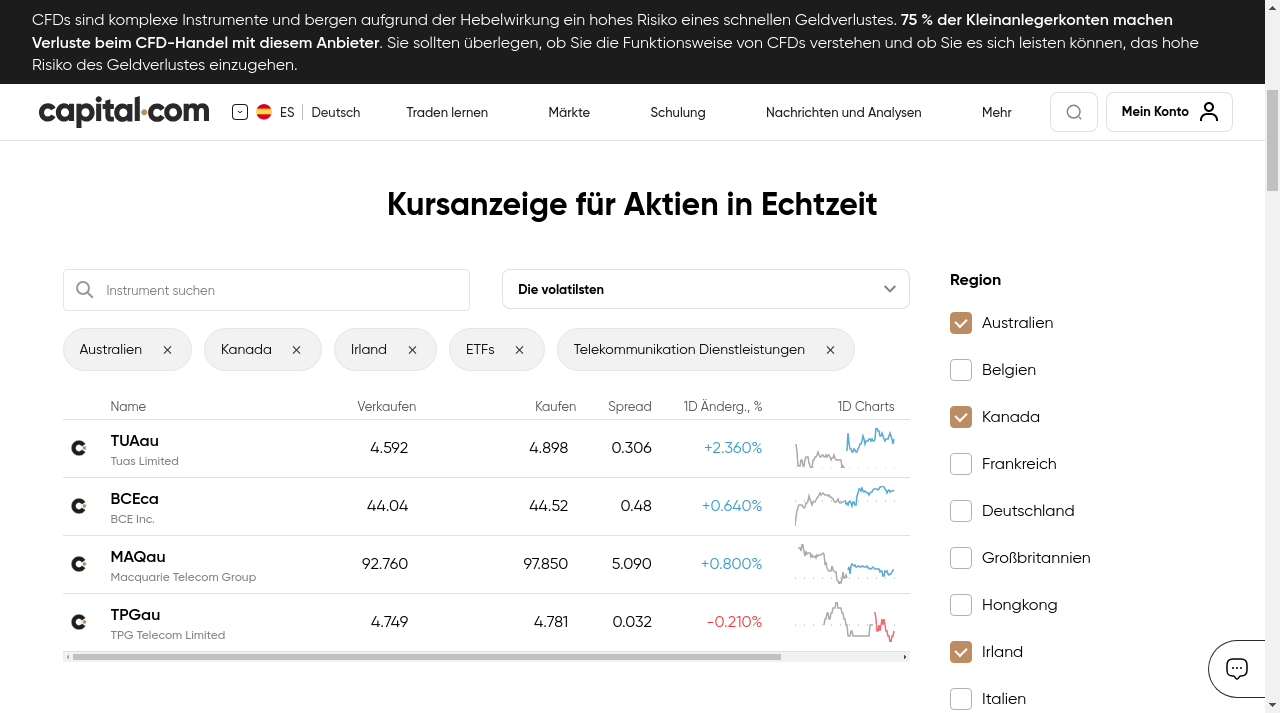 CFDs sind komplexe Instrumente und bergen aufgrund der Hebelwirkung ein hohes Risiko eines schnellen Geldverlustes. 75 % der Kleinanlegerkonten machen
Verluste beim CFD-Handel mit diesem Anbieter. Sie sollten überlegen, ob Sie die Funktionsweise von CFDs verstehen und ob Sie es sich leisten können, das hohe
Risiko des Geldverlustes einzugehen.
capital.com ES Deutsch Traden lernen Märkte Schulung Nachrichten und Analysen Mehr Mein Konto
Kursanzeige für Aktien in Echtzeit
Instrument suchen Die volatilsten
Australien Kanada Irland ETFs Telekommunikation Dienstleistungen
Name Verkaufen Kaufen Spread 1D Änderg., % 1D Charts
TUAau 4.592 4.898 0.306 +2.360%
Tuas Limited
BCEca 44.04 44.52 0.48 +0.640%
BCE Inc.
MAQau 92.760 97.850 5.090 +0.800%
Macquarie Telecom Group
TPGau 4.749 4.781 0.032 -0.210%
TPG Telecom Limited
Region
Australien
Belgien
Kanada
Frankreich
Deutschland
Großbritannien
Hongkong
Irland
Italien